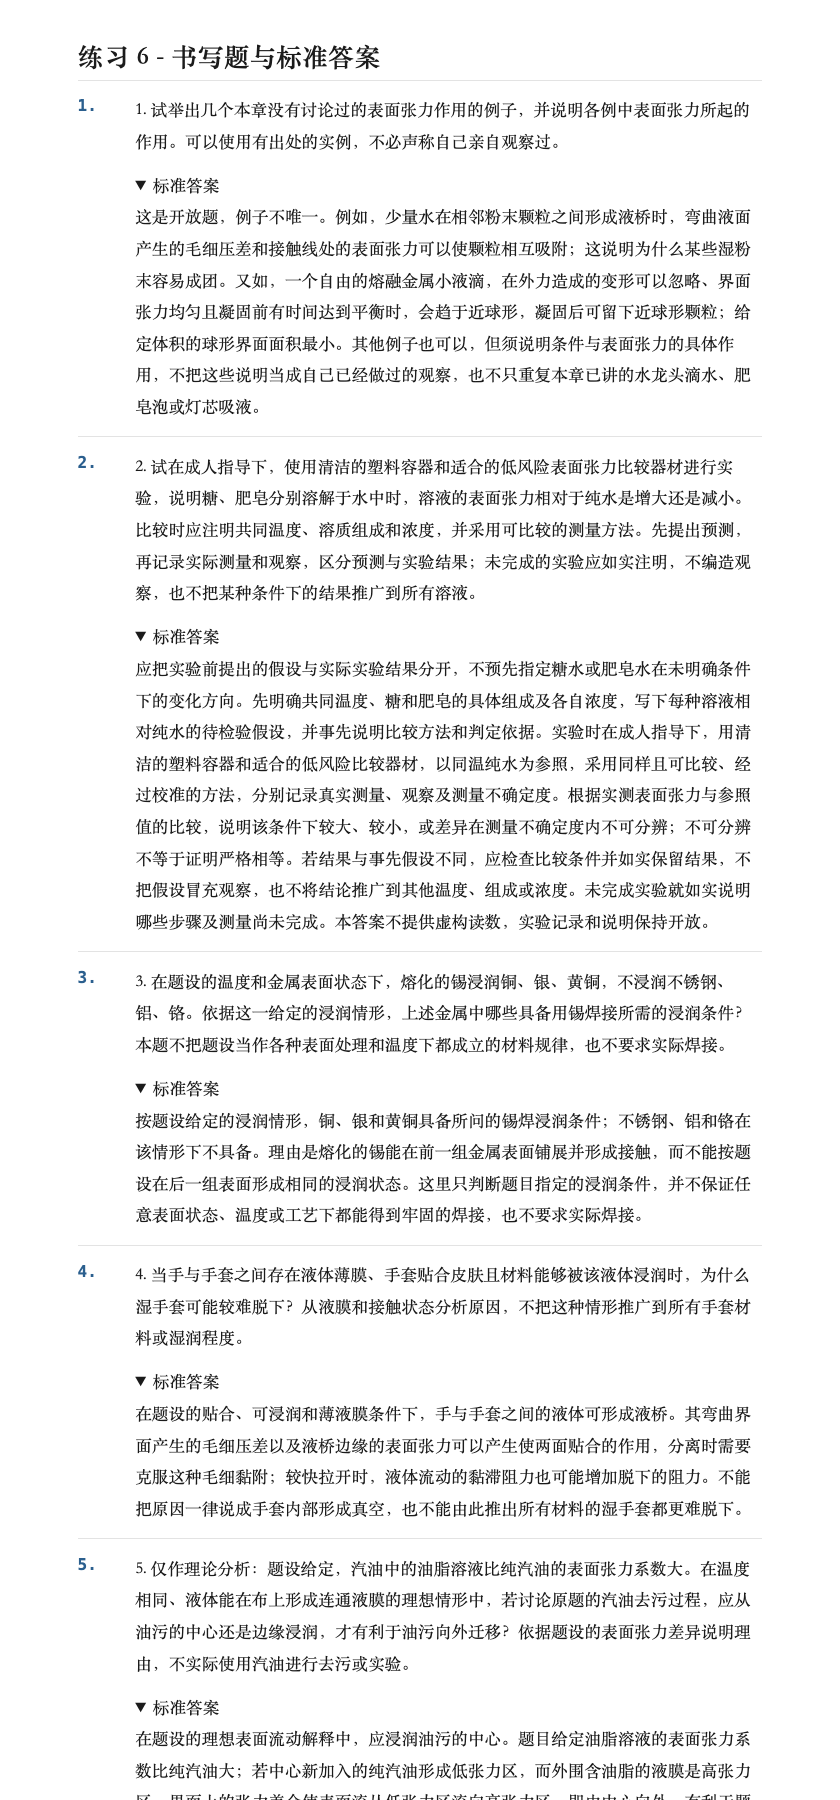 练习 6 - 书写题与标准答案
1. 1. 试举出几个本章没有讨论过的表面张力作用的例子，并说明各例中表面张力所起的
作用。可以使用有出处的实例，不必声称自己亲自观察过。
▼ 标准答案
这是开放题，例子不唯一。例如，少量水在相邻粉末颗粒之间形成液桥时，弯曲液面
产生的毛细压差和接触线处的表面张力可以使颗粒相互吸附；这说明为什么某些湿粉
末容易成团。又如，一个自由的熔融金属小液滴，在外力造成的变形可以忽略、界面
张力均匀且凝固前有时间达到平衡时，会趋于近球形，凝固后可留下近球形颗粒；给
定体积的球形界面面积最小。其他例子也可以，但须说明条件与表面张力的具体作
用，不把这些说明当成自己已经做过的观察，也不只重复本章已讲的水龙头滴水、肥
皂泡或灯芯吸液。
2. 2. 试在成人指导下，使用清洁的塑料容器和适合的低风险表面张力比较器材进行实
验，说明糖、肥皂分别溶解于水中时，溶液的表面张力相对于纯水是增大还是减小。
比较时应注明共同温度、溶质组成和浓度，并采用可比较的测量方法。先提出预测，
再记录实际测量和观察，区分预测与实验结果；未完成的实验应如实注明，不编造观
察，也不把某种条件下的结果推广到所有溶液。
▼ 标准答案
应把实验前提出的假设与实际实验结果分开，不预先指定糖水或肥皂水在未明确条件
下的变化方向。先明确共同温度、糖和肥皂的具体组成及各自浓度，写下每种溶液相
对纯水的待检验假设，并事先说明比较方法和判定依据。实验时在成人指导下，用清
洁的塑料容器和适合的低风险比较器材，以同温纯水为参照，采用同样且可比较、经
过校准的方法，分别记录真实测量、观察及测量不确定度。根据实测表面张力与参照
值的比较，说明该条件下较大、较小，或差异在测量不确定度内不可分辨；不可分辨
不等于证明严格相等。若结果与事先假设不同，应检查比较条件并如实保留结果，不
把假设冒充观察，也不将结论推广到其他温度、组成或浓度。未完成实验就如实说明
哪些步骤及测量尚未完成。本答案不提供虚构读数，实验记录和说明保持开放。
3. 3. 在题设的温度和金属表面状态下，熔化的锡浸润铜、银、黄铜，不浸润不锈钢、
铝、铬。依据这一给定的浸润情形，上述金属中哪些具备用锡焊接所需的浸润条件？
本题不把题设当作各种表面处理和温度下都成立的材料规律，也不要求实际焊接。
▼ 标准答案
按题设给定的浸润情形，铜、银和黄铜具备所问的锡焊浸润条件；不锈钢、铝和铬在
该情形下不具备。理由是熔化的锡能在前一组金属表面铺展并形成接触，而不能按题
设在后一组表面形成相同的浸润状态。这里只判断题目指定的浸润条件，并不保证任
意表面状态、温度或工艺下都能得到牢固的焊接，也不要求实际焊接。
4. 4. 当手与手套之间存在液体薄膜、手套贴合皮肤且材料能够被该液体浸润时，为什么
湿手套可能较难脱下？从液膜和接触状态分析原因，不把这种情形推广到所有手套材
料或湿润程度。
▼ 标准答案
在题设的贴合、可浸润和薄液膜条件下，手与手套之间的液体可形成液桥。其弯曲界
面产生的毛细压差以及液桥边缘的表面张力可以产生使两面贴合的作用，分离时需要
克服这种毛细黏附；较快拉开时，液体流动的黏滞阻力也可能增加脱下的阻力。不能
把原因一律说成手套内部形成真空，也不能由此推出所有材料的湿手套都更难脱下。
5. 5. 仅作理论分析：题设给定，汽油中的油脂溶液比纯汽油的表面张力系数大。在温度
相同、液体能在布上形成连通液膜的理想情形中，若讨论原题的汽油去污过程，应从
油污的中心还是边缘浸润，才有利于油污向外迁移？依据题设的表面张力差异说明理
由，不实际使用汽油进行去污或实验。
▼ 标准答案
在题设的理想表面流动解释中，应浸润油污的中心。题目给定油脂溶液的表面张力系
数比纯汽油大；若中心新加入的纯汽油形成低张力区，而外围含油脂的液膜是高张力